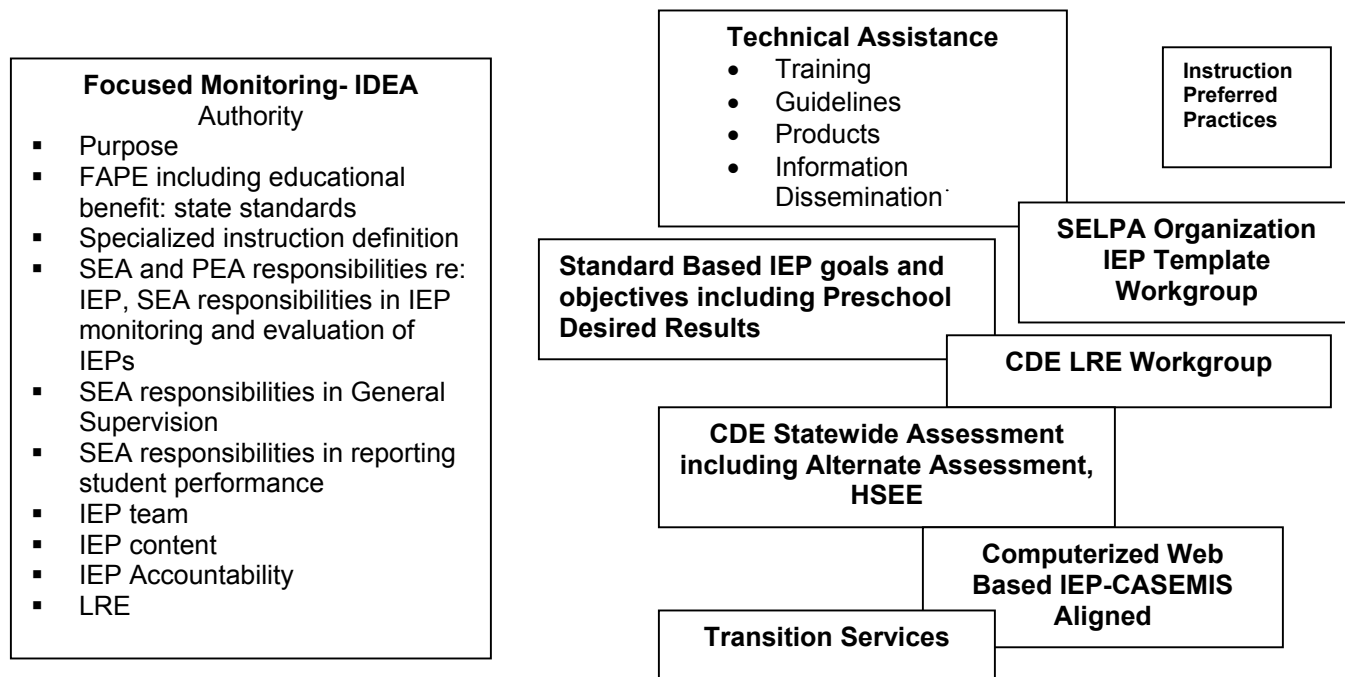 Focused Monitoring- IDEA
Authority
▪ Purpose
▪ FAPE including educational
benefit: state standards
▪ Specialized instruction definition
▪ SEA and PEA responsibilities re:
IEP, SEA responsibilities in IEP
monitoring and evaluation of
IEPs
▪ SEA responsibilities in General
Supervision
▪ SEA responsibilities in reporting
student performance
▪ IEP team
▪ IEP content
▪ IEP Accountability
▪ LRE
Technical Assistance
• Training
• Guidelines
• Products
• Information
Dissemination
Instruction
Preferred
Practices
SELPA Organization
IEP Template
Workgroup
Standard Based IEP goals and
objectives including Preschool
Desired Results
CDE LRE Workgroup
CDE Statewide Assessment
including Alternate Assessment,
HSEE
Computerized Web
Based IEP-CASEMIS
Aligned
Transition Services